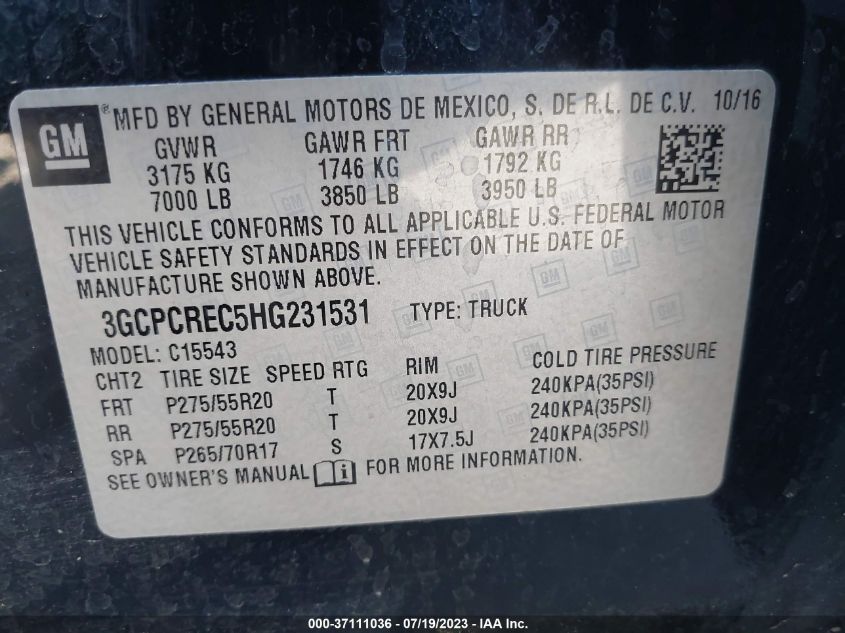 GM
® MFD BY GENERAL MOTORS DE MEXICO, S. DE R.L. DE C.V. 10/16
GVWR GAWR FRT GAWR RR
3175 KG 1746 KG 1792 KG
7000 LB 3850 LB 3950 LB
THIS VEHICLE CONFORMS TO ALL APPLICABLE U.S. FEDERAL MOTOR
VEHICLE SAFETY STANDARDS IN EFFECT ON THE DATE OF
MANUFACTURE SHOWN ABOVE.
3GCPCREC5HG231531 TYPE: TRUCK
MODEL: C15543
CHT2 TIRE SIZE SPEED RTG RIM COLD TIRE PRESSURE
FRT P275/55R20 T 20X9J 240KPA(35PSI)
RR P275/55R20 T 20X9J 240KPA(35PSI)
SPA P265/70R17 S 17X7.5J 240KPA(35PSI)
SEE OWNER'S MANUAL i FOR MORE INFORMATION.
000-37111036 - 07/19/2023 - IAA Inc.